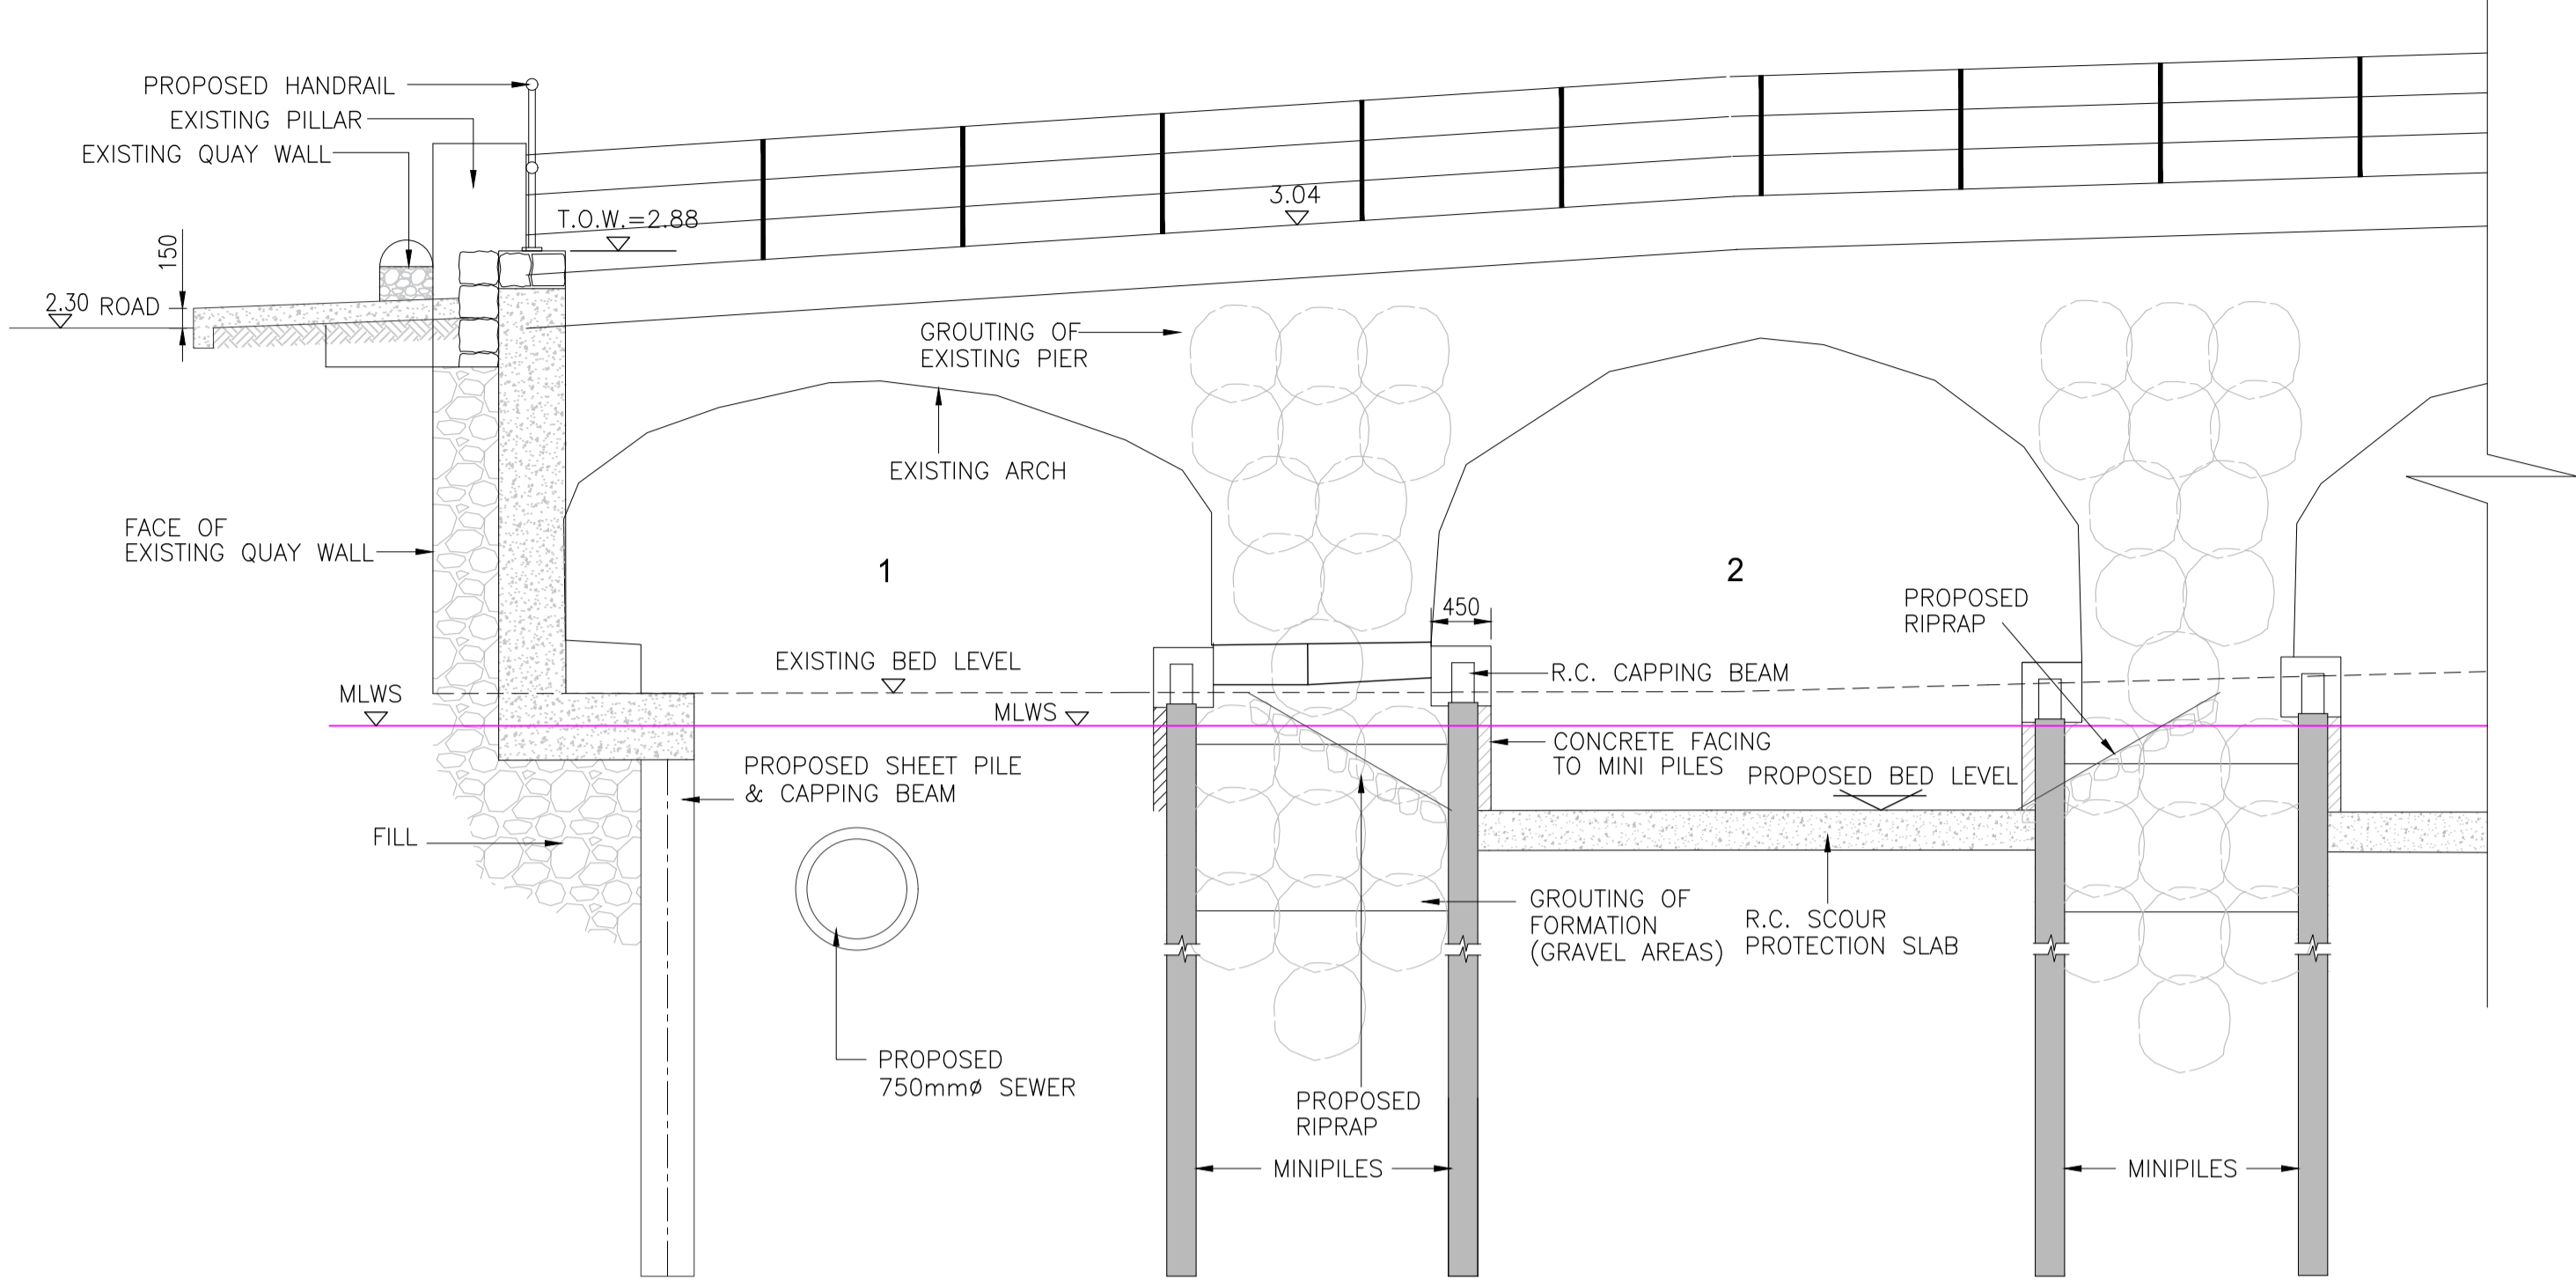 PROPOSED HANDRAIL
EXISTING PILLAR
EXISTING QUAY WALL
T.O.W.=2.88
3.04
150
2.30 ROAD
GROUTING OF
EXISTING PIER
EXISTING ARCH
FACE OF
EXISTING QUAY WALL
1
2
450
PROPOSED
RIPRAP
EXISTING BED LEVEL
R.C. CAPPING BEAM
MLWS
MLWS
CONCRETE FACING
TO MINI PILES
PROPOSED BED LEVEL
PROPOSED SHEET PILE
& CAPPING BEAM
FILL
GROUTING OF
FORMATION
(GRAVEL AREAS)
R.C. SCOUR
PROTECTION SLAB
PROPOSED
750mmø SEWER
PROPOSED
RIPRAP
MINIPILES
MINIPILES